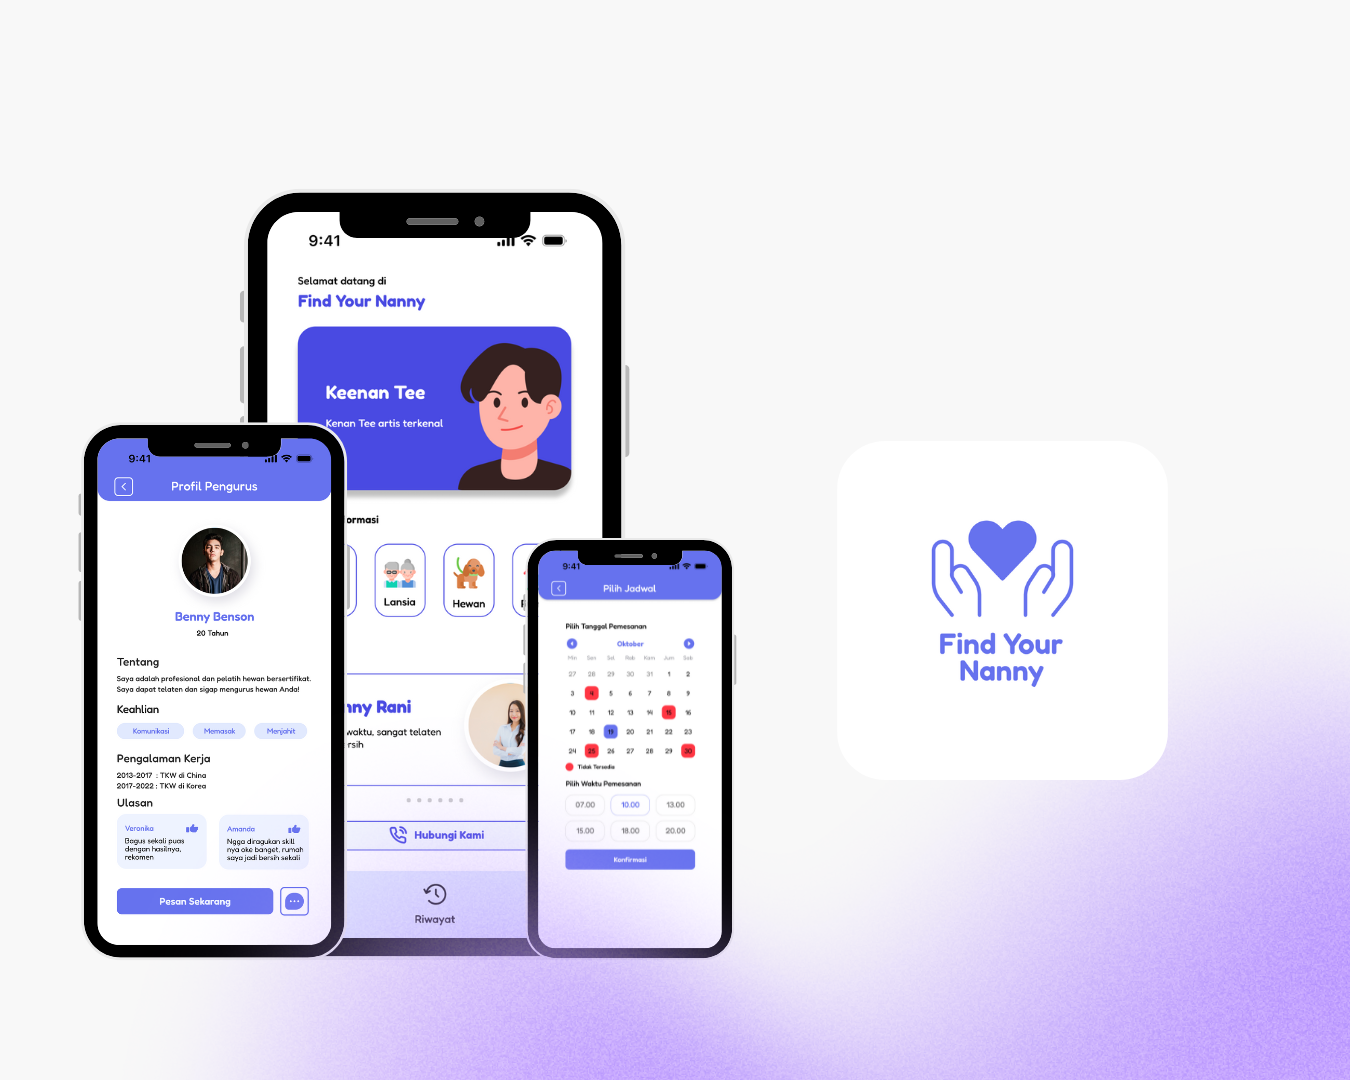 9:41
Selamat datang di
Find Your Nanny
Keenan Tee
Kenan Tee artis terkenal
ormasi
Lansia
Hewan
nny Rani
waktu, sangat telaten
rsih
Hubungi Kami
Riwayat
9:41
Profil Pengurus
Benny Benson
20 Tahun
Tentang
Saya adalah profesional dan pelatih hewan bersertifikat.
Saya dapat telaten dan sigap mengurus hewan Anda!
Keahlian
Komunikasi Memasak Menjahit
Pengalaman Kerja
2013-2017 : TKW di China
2017-2022 : TKW di Korea
Ulasan
Veronika
Bagus sekali puas
dengan hasilnya,
rekomen
Amanda
Ngga diragukan skill
nya oke banget, rumah
saya jadi bersih sekali
Pesan Sekarang
9:41
Pilih Jadwal
Pilih Tanggal Pemesanan
Oktober
Min Sen Sel Rab Kam Jum Sab
27 28 29 30 31 1 2
3 4 5 6 7 8 9
10 11 12 13 14 15 16
17 18 19 20 21 22 23
24 25 26 27 28 29 30
Tidak Tersedia
Pilih Waktu Pemesanan
07.00 10.00 13.00
15.00 18.00 20.00
Konfirmasi
Find Your
Nanny